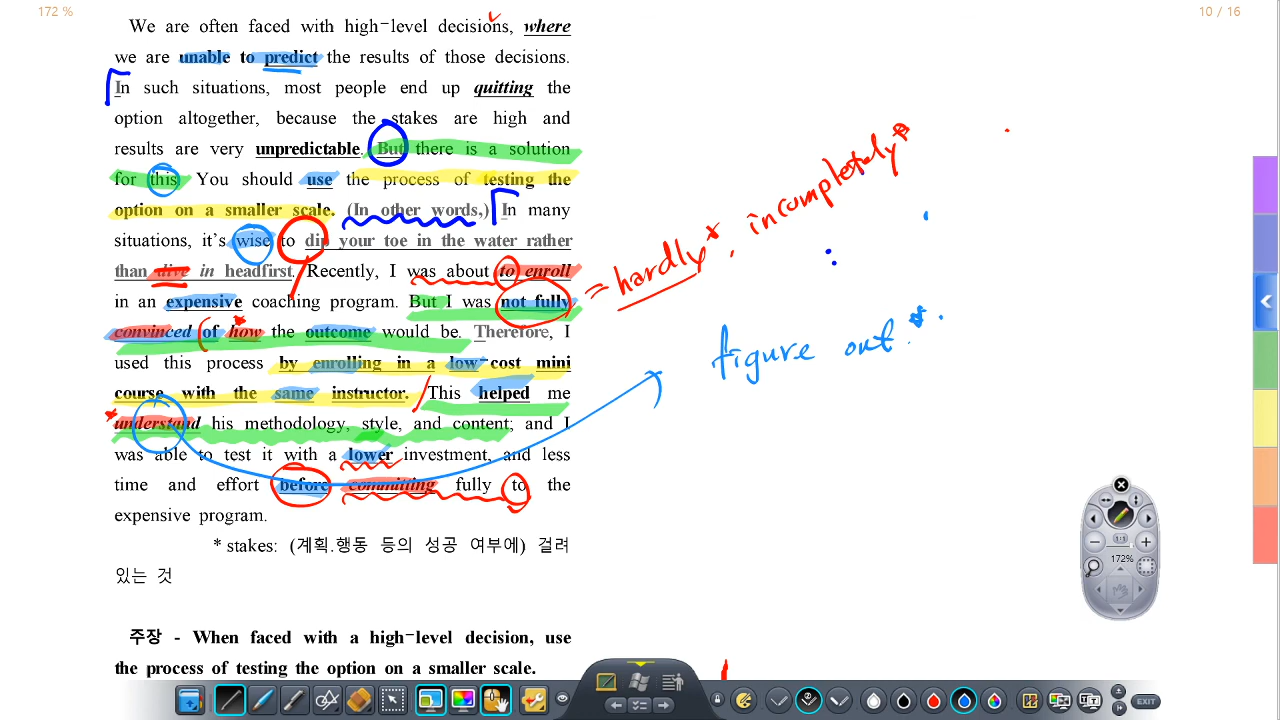 172 %
10 / 16
We are often faced with high-level decisions, where
we are unable to predict the results of those decisions.
In such situations, most people end up quitting the
option altogether, because the stakes are high and
results are very unpredictable. But there is a solution
for this. You should use the process of testing the
option on a smaller scale. (In other words,) In many
situations, it's wise to dip your toe in the water rather
than dive in headfirst. Recently, I was about to enroll
in an expensive coaching program. But I was not fully
convinced of how the outcome would be. Therefore, I
used this process by enrolling in a low-cost mini
course with the same instructor. This helped me
understand his methodology, style, and content; and I
was able to test it with a lower investment, and less
time and effort before committing fully to the
expensive program.
* stakes: (계획.행동 등의 성공 여부에) 걸려
있는 것
주장 - When faced with a high-level decision, use
the process of testing the option on a smaller scale.
= hardly*, incompletely*
figure out.*
1:1
172%
EXIT